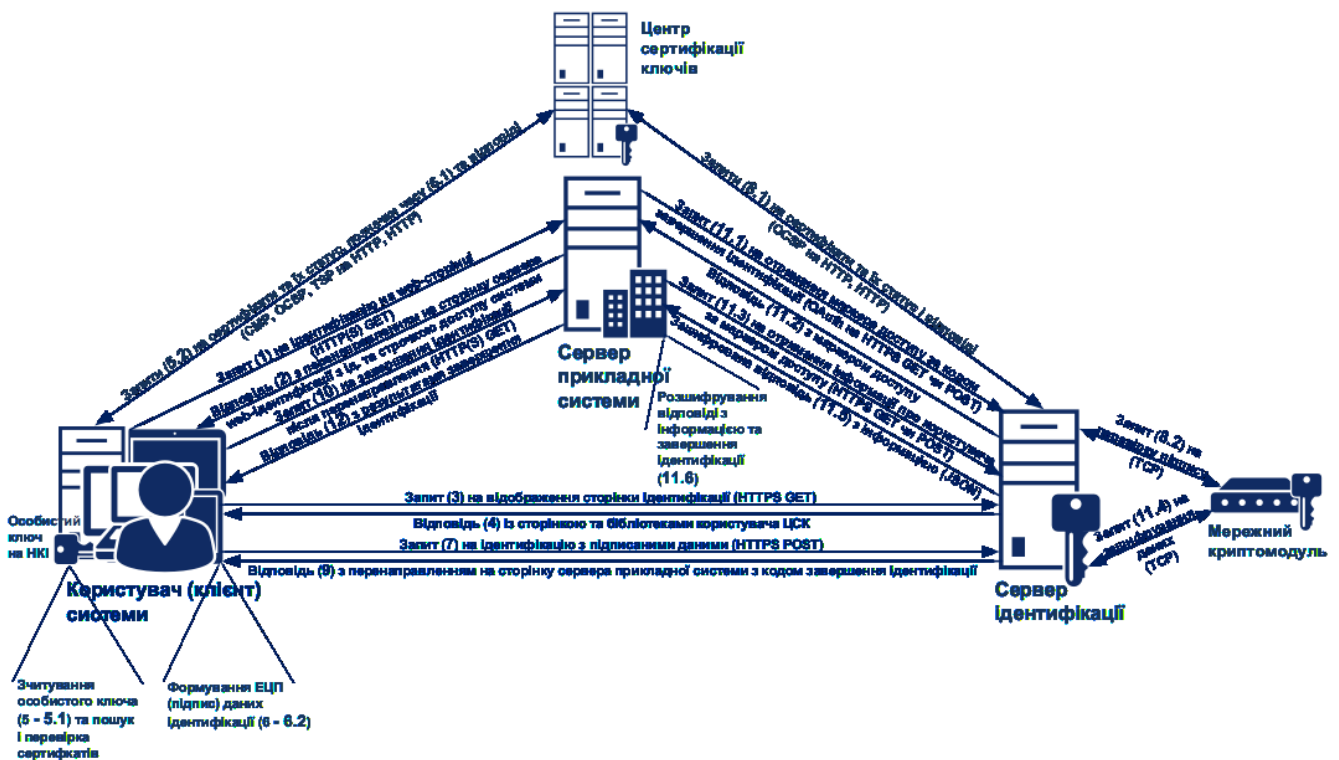 Центр
сертифікації
ключів
Запити (5.2) на сертифікати та їх статус, позначки часу (6.1) та відповіді
(CMP, OCSP, TSP на HTTP, HTTP)
Запити (8.1) на сертифікати та їх статус і відповіді
(OCSP на HTTP, HTTP)
Запит (1) на ідентифікацію на web-сторінці
(HTTP(S) GET)
Відповідь (2) з перенаправленням на сторінку сервера
web-ідентифікації з ід. та строчкою доступу системи
Запит (10) на завершення ідентифікації
після перенаправлення (HTTP(S) GET)
Відповідь (12) з результатами завершення
ідентифікації
Запит (11.1) на отримання маркера доступу за кодом
завершення ідентифікації (OAuth на HTTPS GET чи POST)
Відповідь (11.2) з маркером доступу
Запит (11.3) на отримання інформації про користувача
за маркером доступу (HTTPS GET чи POST)
Зашифрована відповідь (11.5) з інформацією (JSON)
Сервер
прикладної
системи
Розшифрування
відповіді з
інформацією та
завершення
ідентифікації
(11.6)
Запит (8.2) на
перевірку підпису
(TCP)
Запит (11.4) на
зашифрування
даних
(TCP)
Мережний
криптомодуль
Запит (3) на відображення сторінки ідентифікації (HTTPS GET)
Відповідь (4) із сторінкою та бібліотеками користувача ЦСК
Запит (7) на ідентифікацію з підписаними даними (HTTPS POST)
Відповідь (9) з перенаправленням на сторінку сервера прикладної системи з кодом завершення ідентифікації
Особистий
ключ
на НКІ
Користувач (клієнт)
системи
Сервер
ідентифікації
Зчитування
особистого ключа
(5 - 5.1) та пошук
і перевірка
сертифкатів
Формування ЕЦП
(підпис) даних
ідентифікації (6 - 6.2)